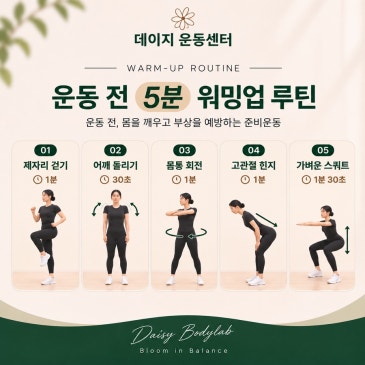 데이지 운동센터
WARM-UP ROUTINE
운동 전 5분 워밍업 루틴
운동 전, 몸을 깨우고 부상을 예방하는 준비운동
01
제자리 걷기
1분
02
어깨 돌리기
30초
03
몸통 회전
1분
04
고관절 힌지
1분
05
가벼운 스쿼트
1분 30초
Daisy Bodylab
Bloom in Balance